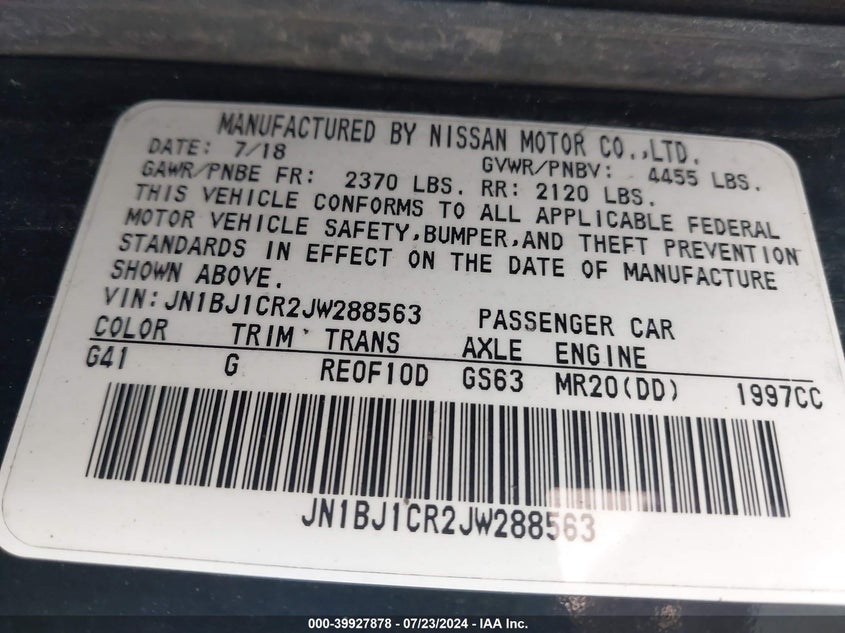 MANUFACTURED BY NISSAN MOTOR CO.,LTD.
DATE: 7/18 GVWR/PNBV: 4455 LBS.
GAWR/PNBE FR: 2370 LBS. RR: 2120 LBS.
THIS VEHICLE CONFORMS TO ALL APPLICABLE FEDERAL
MOTOR VEHICLE SAFETY,BUMPER,AND THEFT PREVENTION
STANDARDS IN EFFECT ON THE DATE OF MANUFACTURE
SHOWN ABOVE.
VIN:JN1BJ1CR2JW288563 PASSENGER CAR
COLOR TRIM TRANS AXLE ENGINE
G41 G RE0F10D GS63 MR20(DD) 1997CC
JN1BJ1CR2JW288563
000-39927878 / 07/23/2024 - IAA Inc.